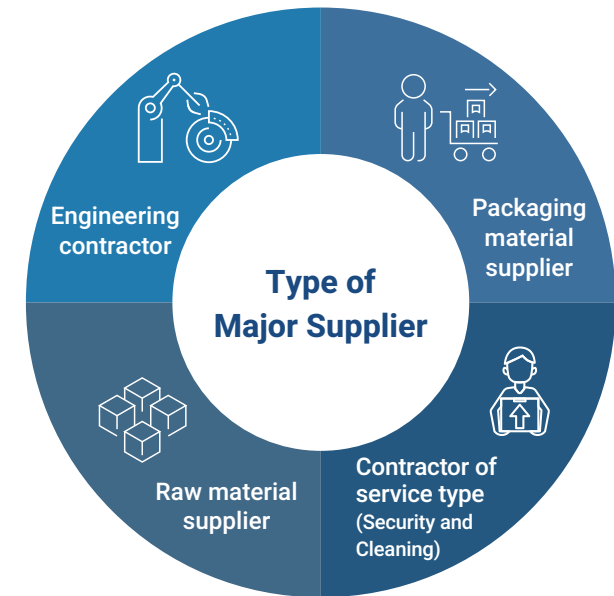 Engineering
contractor
Packaging
material
supplier
Type of
Major Supplier
Raw material
supplier
Contractor of
service type
(Security and
Cleaning)